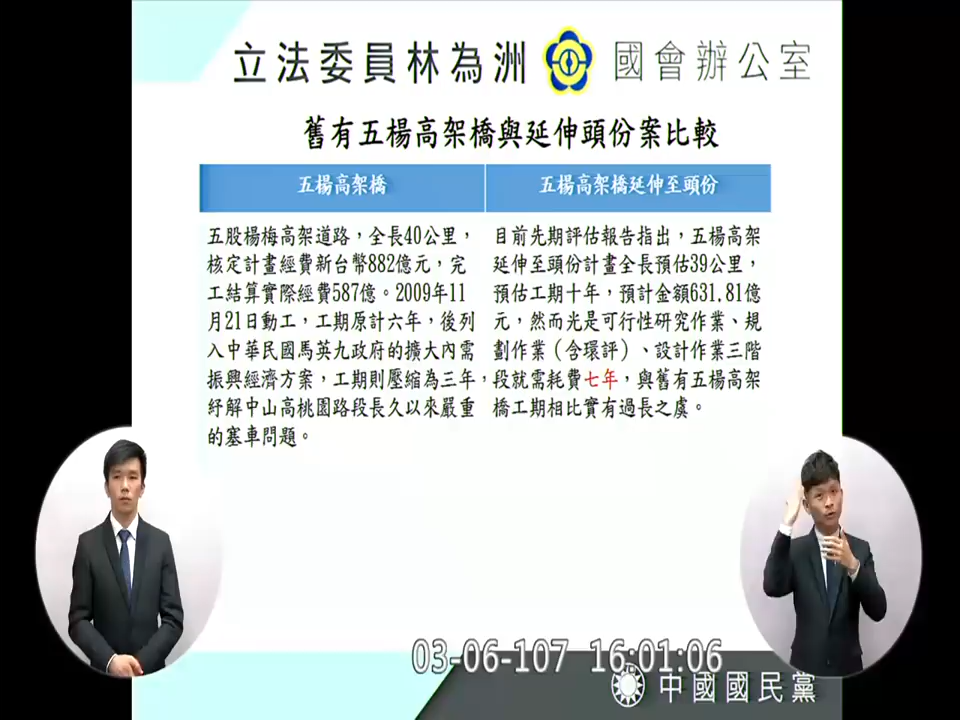 立法委員林為洲 國會辦公室
舊有五楊高架橋與延伸頭份案比較
五楊高架橋
五股楊梅高架道路，全長40公里，
核定計畫經費新台幣882億元，完
工結算實際經費587億。2009年11
月21日動工，工期原計六年，後列
入中華民國馬英九政府的擴大內需
振興經濟方案，工期則壓縮為三年，
紓解中山高桃園路段長久以來嚴重
的塞車問題。
五楊高架橋延伸至頭份
目前先期評估報告指出，五楊高架
延伸至頭份計畫全長預估39公里，
預估工期十年，預計金額631.81億
元，然而光是可行性研究作業、規
劃作業（含環評）、設計作業三階
段就需耗費七年，與舊有五楊高架
橋工期相比實有過長之虞。
03-06-107 16:01:06
中國國民黨